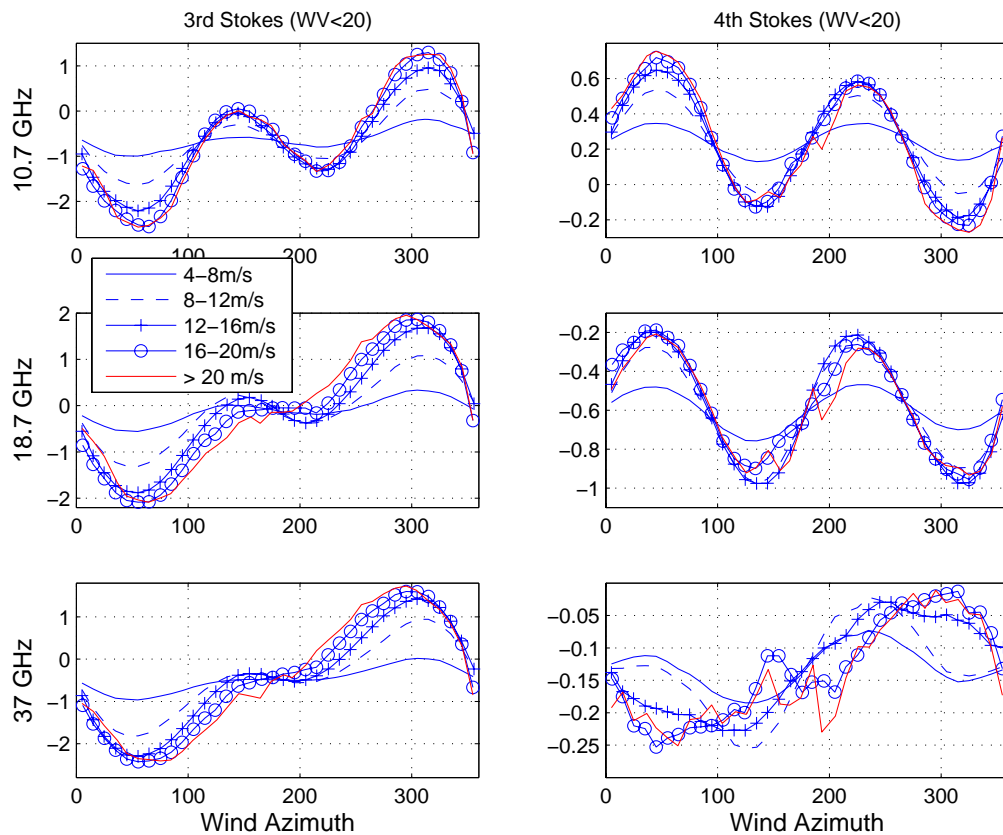 3rd Stokes (WV<20)
4th Stokes (WV<20)
10.7 GHz
1
0
−1
−2
0 100 200 300
0.6
0.4
0.2
0
−0.2
0 100 200 300
4−8m/s
8−12m/s
12−16m/s
16−20m/s
> 20 m/s
18.7 GHz
2
1
0
−1
−2
0 100 200 300
−0.2
−0.4
−0.6
−0.8
−1
0 100 200 300
37 GHz
1
0
−1
−2
0 100 200 300
Wind Azimuth
−0.05
−0.1
−0.15
−0.2
−0.25
0 100 200 300
Wind Azimuth